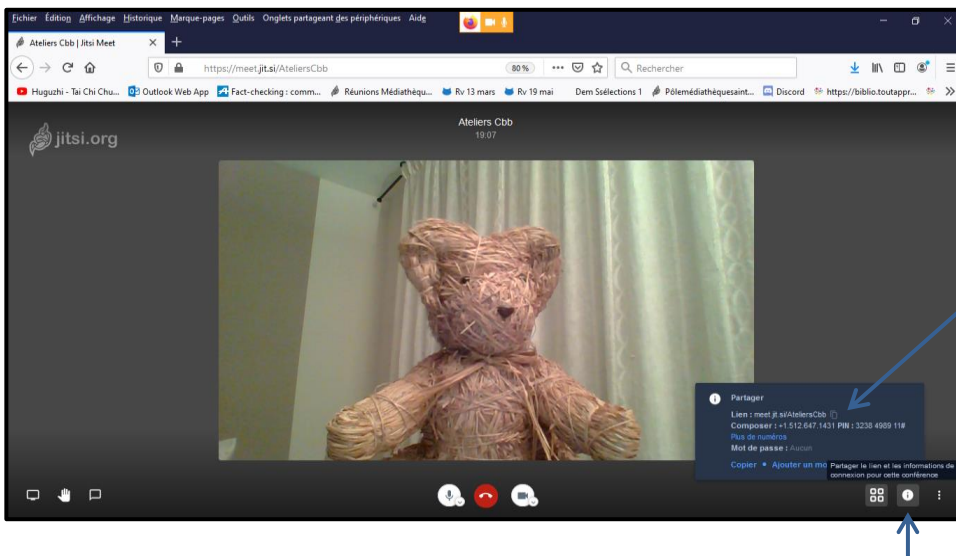 Fichier Édition Affichage Historique Marque-pages Outils Onglets partageant des périphériques Aide
Ateliers Cbb | Jitsi Meet
https://meet.jit.si/AteliersCbb
80 %
Rechercher
Huguzhi - Tai Chi Chu... Outlook Web App Fact-checking : comm... Réunions Médiathèqu... Rv 13 mars Rv 19 mai Dem Ssélections 1 Pôlemédiathèquesaint... Discord https://biblio.toutappr...
jitsi.org
Ateliers Cbb
19:07
Partager
Lien : meet.jit.si/AteliersCbb
Composer : +1.512.647.1431 PIN : 3238 4989 11#
Plus de numéros
Mot de passe : Aucun
Copier • Ajouter un mo
Partager le lien et les informations de
connexion pour cette conférence